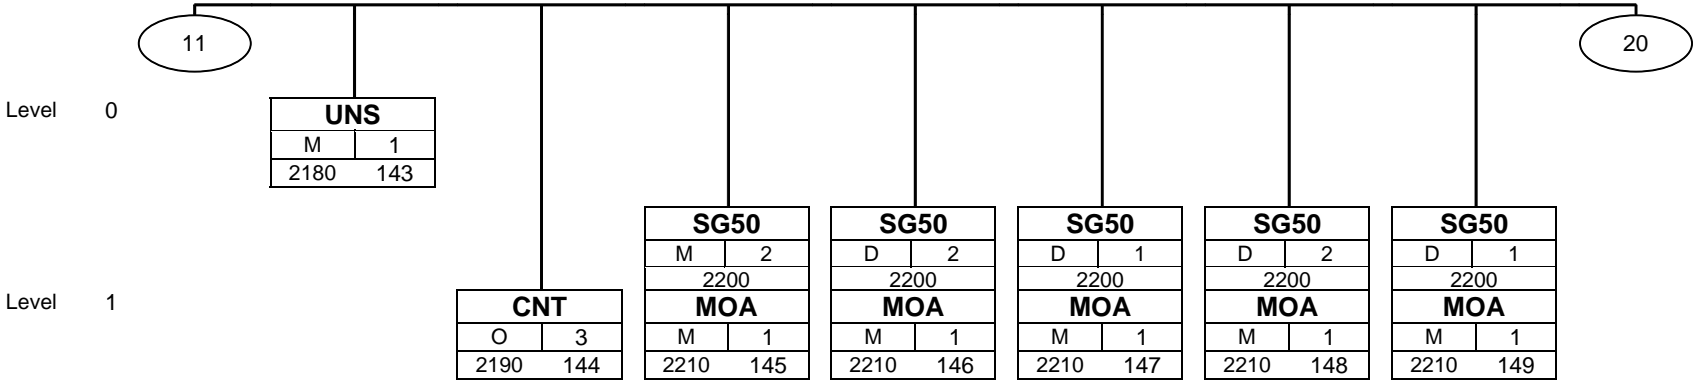 11 20
Level 0 UNS
M 1
2180 143
SG50 SG50 SG50 SG50 SG50
M 2 D 2 D 1 D 2 D 1
2200 2200 2200 2200 2200
Level 1 CNT MOA MOA MOA MOA MOA
O 3 M 1 M 1 M 1 M 1 M 1
2190 144 2210 145 2210 146 2210 147 2210 148 2210 149